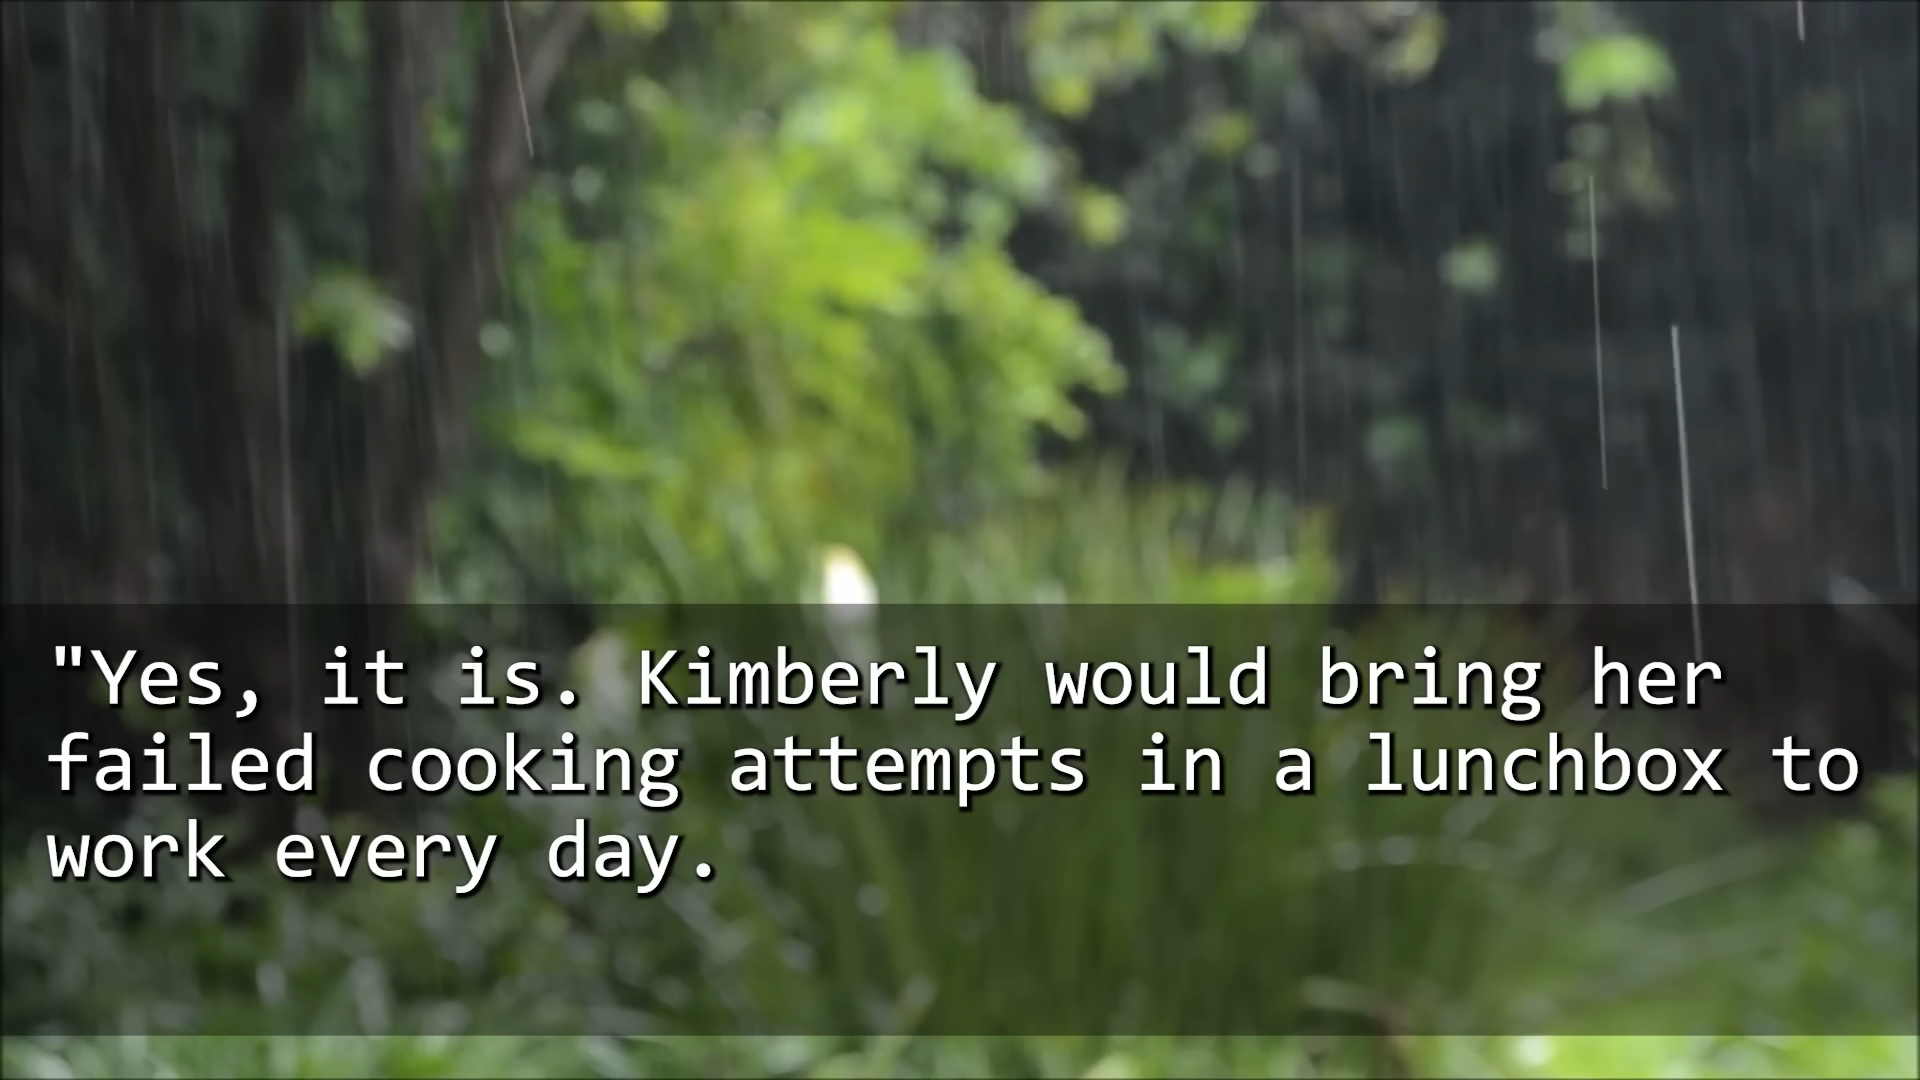 "Yes, it is. Kimberly would bring her
failed cooking attempts in a lunchbox to
work every day.